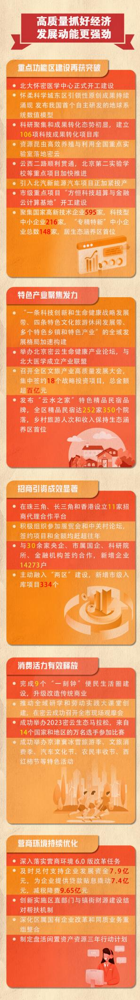 高质量抓好经济
发展动能更强劲
重点功能区建设再获突破
北大怀密医学中心正式开工建设
怀柔科学城东区引领性原创成果持续
涌现 发布我国首个自主研发的地球系
统数值模型
科研聚集和成果转化态势初显，建立
106项科技成果转化项目库
资源昆虫高效养殖与利用全国重点实
验室落地密云
云西二路顺利贯通，北京第二实验学
校等重点项目加快推进
引入北汽新能源汽车项目正加紧投产
市级重点项目“方恒科技超算与金融
云计算基地”开工建设
聚集国家高新技术企业595家，科技型
中小企业216家，“专精特新”中小企
业总数148家，居生态涵养区首位
特色产业聚焦发力
“一条科技创新和生命健康战略发展
带、四条特色文化旅游休闲发展带、
多个特色乡镇和特色产业”的全域发
展格局加速构建
举办北京密云生命健康产业论坛，与
北大医学成立产业联盟
召开全区文旅产业高质量发展大会，
集中签约18个战略投资项目，总金额
超百亿元
发布“云水之家”特色精品民宿品
牌，全区精品民宿达252家350个院
落，乡村旅游人次和收入保持生态涵
养区首位
招商引资成效显著
在珠三角、长三角和香港设立11家招
商代理合作平台
积极组织参加服贸会和中关村论坛，
签约项目和金额均赶超往年
与30余家央企、市属国企、科研院
所、金融机构签约合作，新增企业
14273户
主动融入“两区”建设，新增市级入
库项目334个
消费活力有效释放
完成9个“一刻钟”便民生活圈建
设，升级改造传统商业
推动全域研学和劳动实践大课堂创
建，在密云成功召开全市现场观摩会
成功举办2023密云生态马拉松，来自
14个国家和地区的万名选手参加比赛
成功举办京津冀冰雪旅游季、文旅消
费季、汽车文化节、农民丰收节、西
红柿节等特色活动
营商环境持续优化
深入落实营商环境 6.0 版改革任务
及时兑付支持企业发展资金7.9亿
元，为企业提供贷款贴息撬动7.4亿
元，减税降费9.65亿元
创新实施区直部门与镇街财源建设结
对帮扶机制
深化区属国有企业改革和同质业务重
组整合
制定盘活闲置资产资源三年行动计划